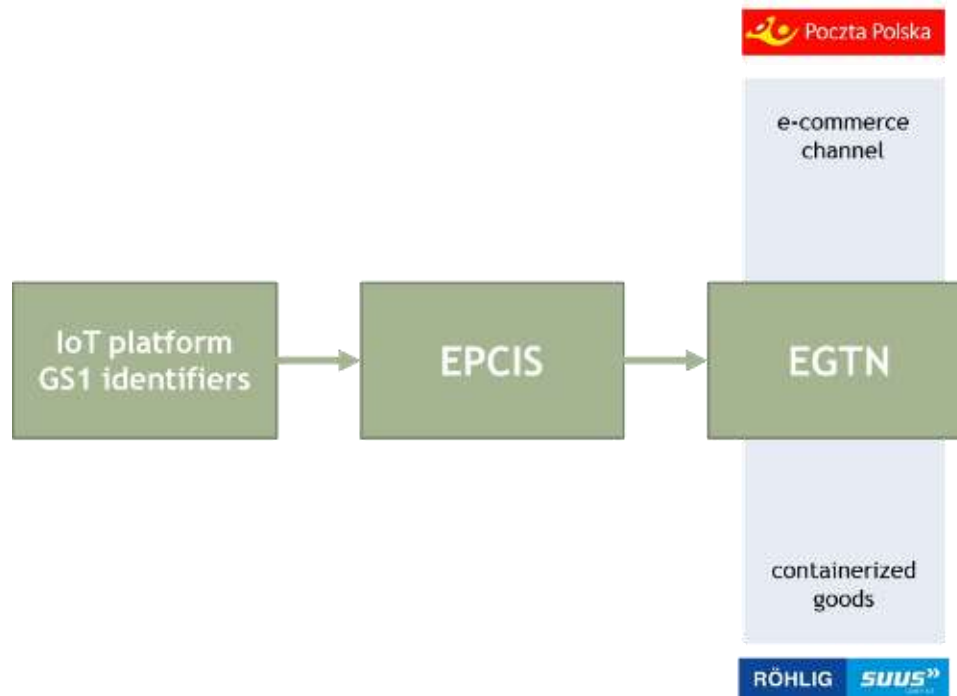 Poczta Polska
e-commerce
channel
IoT platform
GS1 identifiers
EPCIS
EGTN
containerized
goods
RÖHLIG SUUS